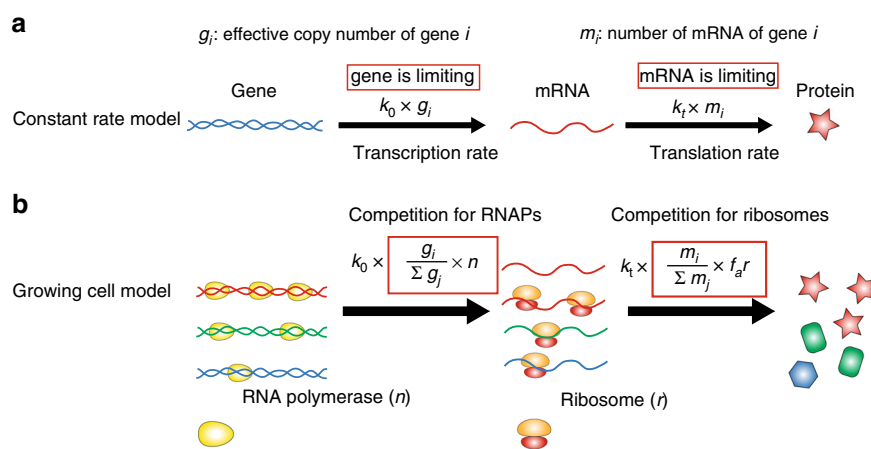 a
g_i: effective copy number of gene i
m_i: number of mRNA of gene i
gene is limiting
mRNA is limiting
Gene
mRNA
Protein
k_0 × g_i
k_t × m_i
Constant rate model
Transcription rate
Translation rate
b
Competition for RNAPs
Competition for ribosomes
k_0 × g_i / Σ g_j × n
k_t × m_i / Σ m_j × f_a r
Growing cell model
RNA polymerase (n)
Ribosome (r)